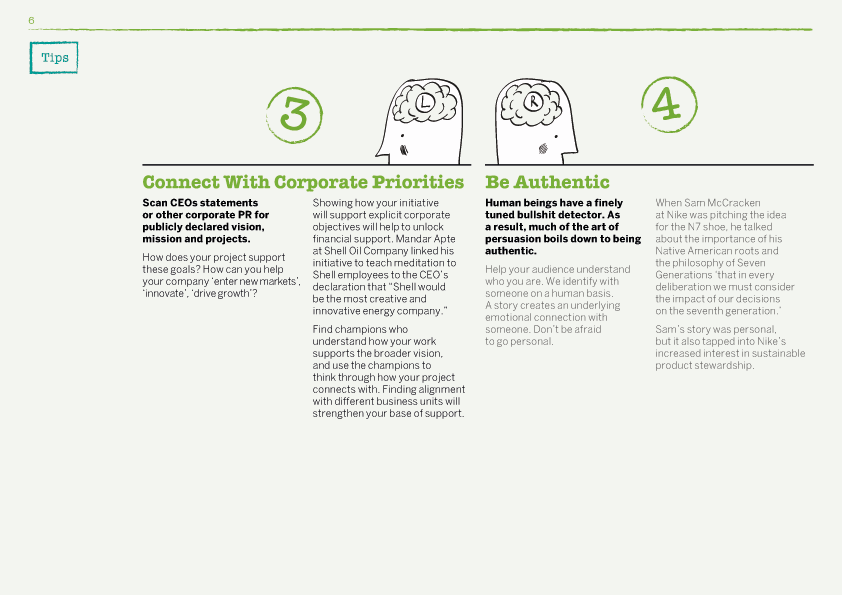 6
Tips
3
L
R
4
Connect With Corporate Priorities
Scan CEOs statements
or other corporate PR for
publicly declared vision,
mission and projects.
How does your project support
these goals? How can you help
your company ‘enter new markets’,
‘innovate’, ‘drive growth’?
Showing how your initiative
will support explicit corporate
objectives will help to unlock
financial support. Mandar Apte
at Shell Oil Company linked his
initiative to teach meditation to
Shell employees to the CEO’s
declaration that “Shell would
be the most creative and
innovative energy company.”
Find champions who
understand how your work
supports the broader vision,
and use the champions to
think through how your project
connects with. Finding alignment
with different business units will
strengthen your base of support.
Be Authentic
Human beings have a finely
tuned bullshit detector. As
a result, much of the art of
persuasion boils down to being
authentic.
Help your audience understand
who you are. We identify with
someone on a human basis.
A story creates an underlying
emotional connection with
someone. Don’t be afraid
to go personal.
When Sam McCracken
at Nike was pitching the idea
for the N7 shoe, he talked
about the importance of his
Native American roots and
the philosophy of Seven
Generations ‘that in every
deliberation we must consider
the impact of our decisions
on the seventh generation.’
Sam’s story was personal,
but it also tapped into Nike’s
increased interest in sustainable
product stewardship.